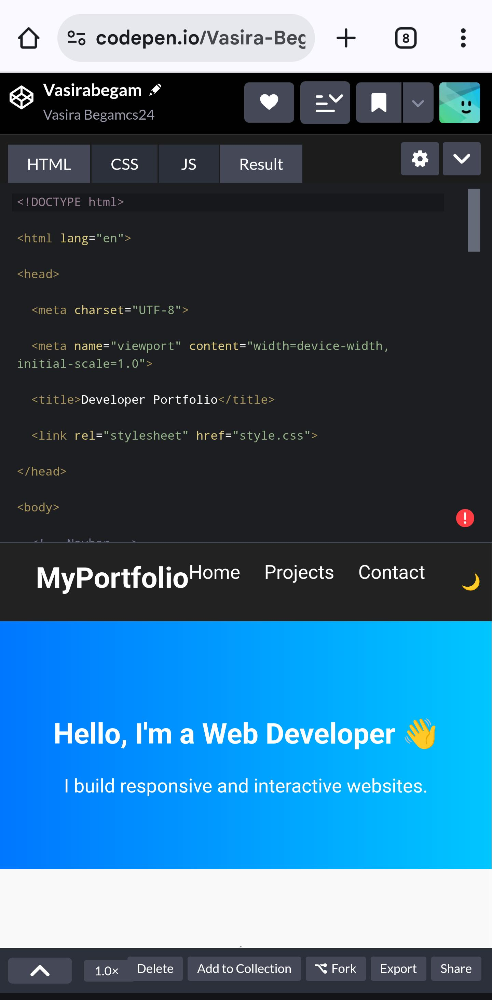 codepen.io/Vasira-Beg
8
Vasirabegam
Vasira Begamcs24
HTML CSS JS Result
<!DOCTYPE html>
<html lang="en">
<head>
<meta charset="UTF-8">
<meta name="viewport" content="width=device-width,
initial-scale=1.0">
<title>Developer Portfolio</title>
<link rel="stylesheet" href="style.css">
</head>
<body>
MyPortfolio Home Projects Contact
Hello, I'm a Web Developer 👋
I build responsive and interactive websites.
1.0× Delete Add to Collection Fork Export Share